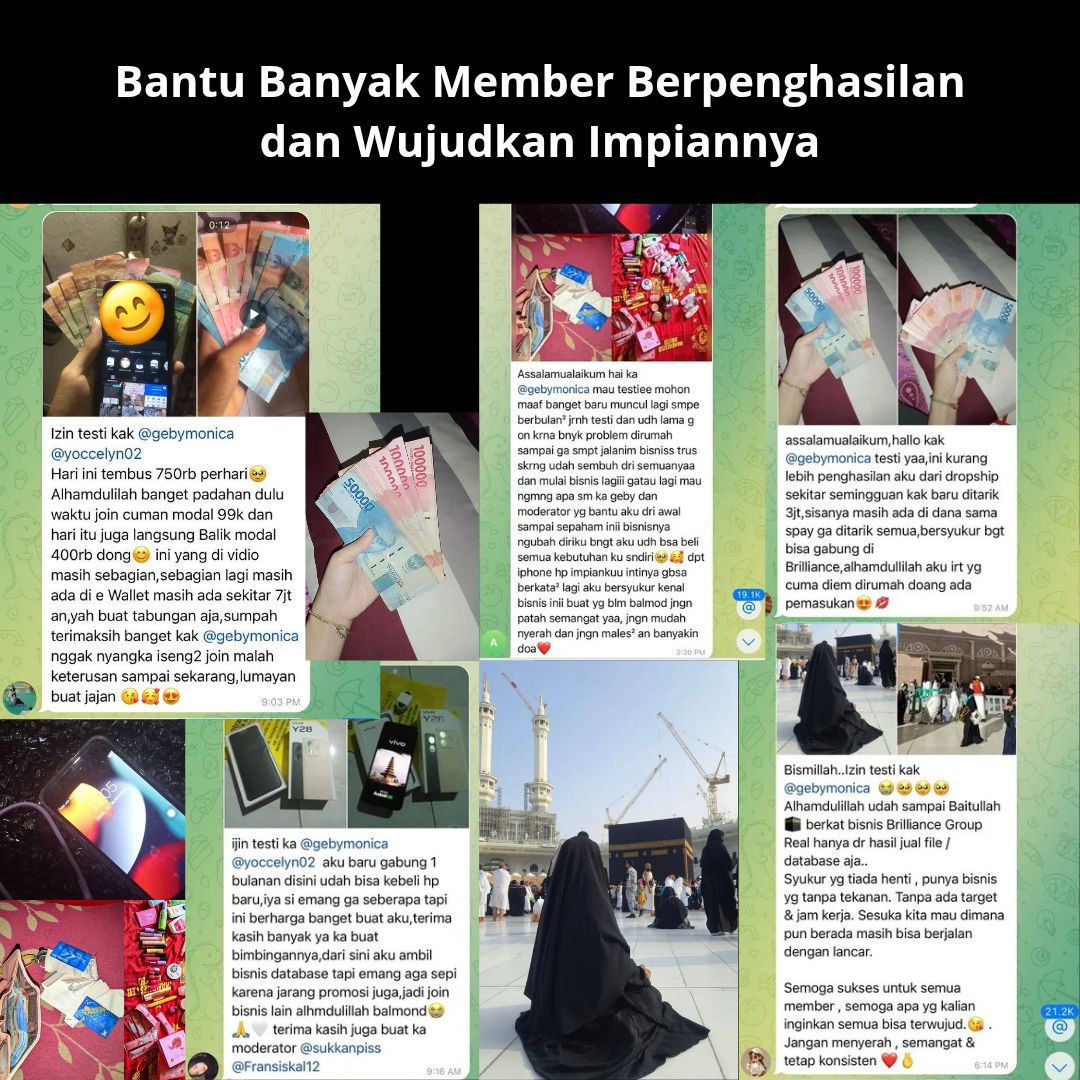 Bantu Banyak Member Berpenghasilan
dan Wujudkan Impiannya
0:12
Izin testi kak @gebymonica
@yoccelyn02
Hari ini tembus 750rb perhari🥹
Alhamdulilah banget padahan dulu
waktu join cuman modal 99k dan
hari itu juga langsung Balik modal
400rb dong😊 ini yang di vidio
masih sebagian,sebagian lagi masih
ada di e Wallet masih ada sekitar 7jt
an,yah buat tabungan aja,sumpah
terimaksih banget kak @gebymonica
nggak nyangka iseng2 join malah
keterusan sampai sekarang,lumayan
buat jajan 😘🥰😍
9:03 PM
50000
100000
100000
Assalamualaikum hai ka
@gebymonica mau testiee mohon
maaf banget baru muncul lagi smpe
berbulan² jrnh testi dan udh lama g
on krna bnyk problem dirumah
sampai ga smpt jalanim bisniss trus
skrng udah sembuh dri semuanyaa
dan mulai bisnis lagiii gatau lagi mau
ngmng apa sm ka geby dan
moderator yg bantu aku dri awal
sampai sepaham inii bisnisnya
ngubah diriku bngt aku udh bsa beli
semua kebutuhan ku sndiri🥹🥰 dpt
iphone hp impianku intinya gbsa
berkata² lagi aku bersyukur kenal
bisnis inii buat yg blm balmod jngn
patah semangat yaa, jngn mudah
nyerah dan jngn males² an banyakin
doa❤️
3:30 PM
A
19.1K
@
50000
100000
100000
50000
assalamualaikum,hallo kak
@gebymonica testi yaa,ini kurang
lebih penghasilan aku dari dropship
sekitar semingguan kak baru ditarik
3jt,sisanya masih ada di dana sama
spay ga ditarik semua,bersyukur bgt
bisa gabung di
Brilliance,alhamdullilah aku irt yg
cuma diem dirumah doang ada
pemasukan😍 💋
9:52 AM
Y28
vivo
vivo
Y28
ijin testi ka @gebymonica
@yoccelyn02 aku baru gabung 1
bulanan disini udah bisa kebeli hp
baru,iya si emang ga seberapa tapi
ini berharga banget buat aku,terima
kasih banyak ya ka buat
bimbingannya,dari sini aku ambil
bisnis database tapi emang aga sepi
karena jarang promosi juga,jadi join
bisnis lain alhmdulillah balmond😭
🙏🤍 terima kasih juga buat ka
moderator @sukkanpiss
@Fransiskal12
9:16 AM
Bismillah..Izin testi kak
@gebymonica 😭🥹🥹🥹
Alhamdulillah udah sampai Baitullah
🕋 berkat bisnis Brilliance Group
Real hanya dr hasil jual file /
database aja..
Syukur yg tiada henti , punya bisnis
yg tanpa tekanan. Tanpa ada target
& jam kerja. Sesuka kita mau dimana
pun berada masih bisa berjalan
dengan lancar.
Semoga sukses untuk semua
member , semoga apa yg kalian
inginkan semua bisa terwujud.😘 .
Jangan menyerah , semangat &
tetap konsisten ❤️🫰
6:14 PM
21.2K
@